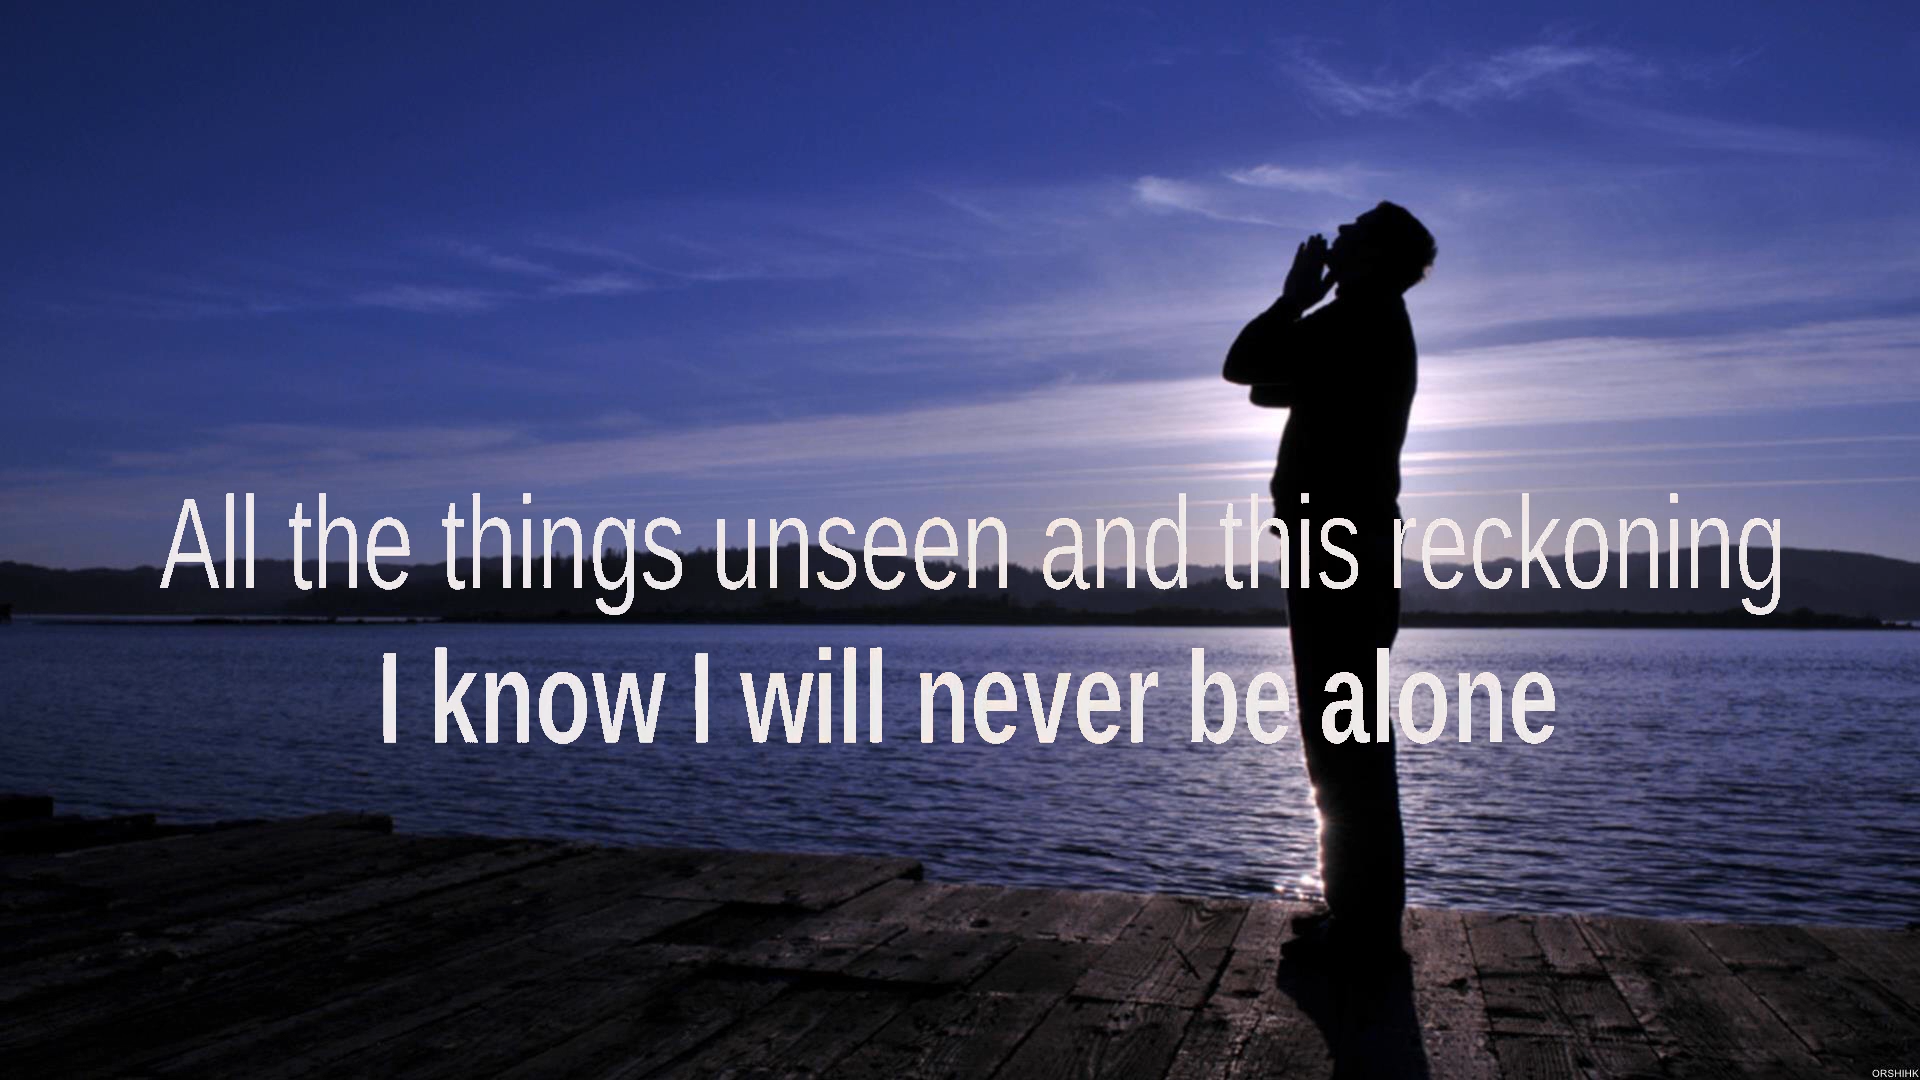 All the things unseen and this reckoning
I know I will never be alone
ORSHIHK